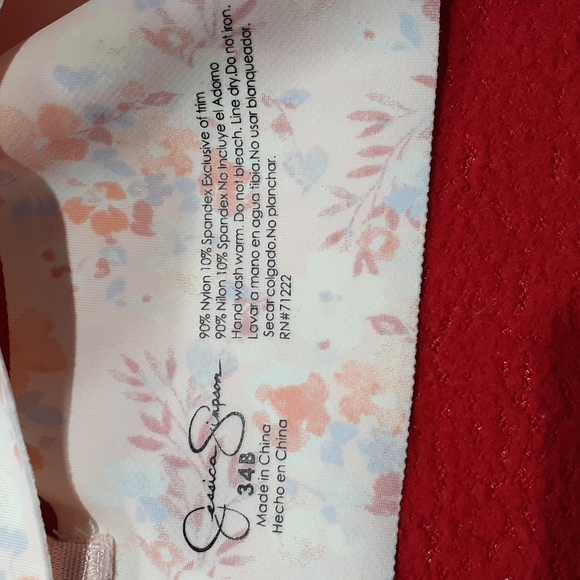 Jessica Simpson
34B
Made in China
Hecho en China
90% Nylon 10% Spandex Exclusive of trim
90% Nilon 10% Spandex No Incluye el Adorno
Hand wash warm. Do not bleach. Line dry.Do not iron.
Lavar a mano en agua tibia.No usar blanqueador.
Secar colgado.No planchar.
RN#71222